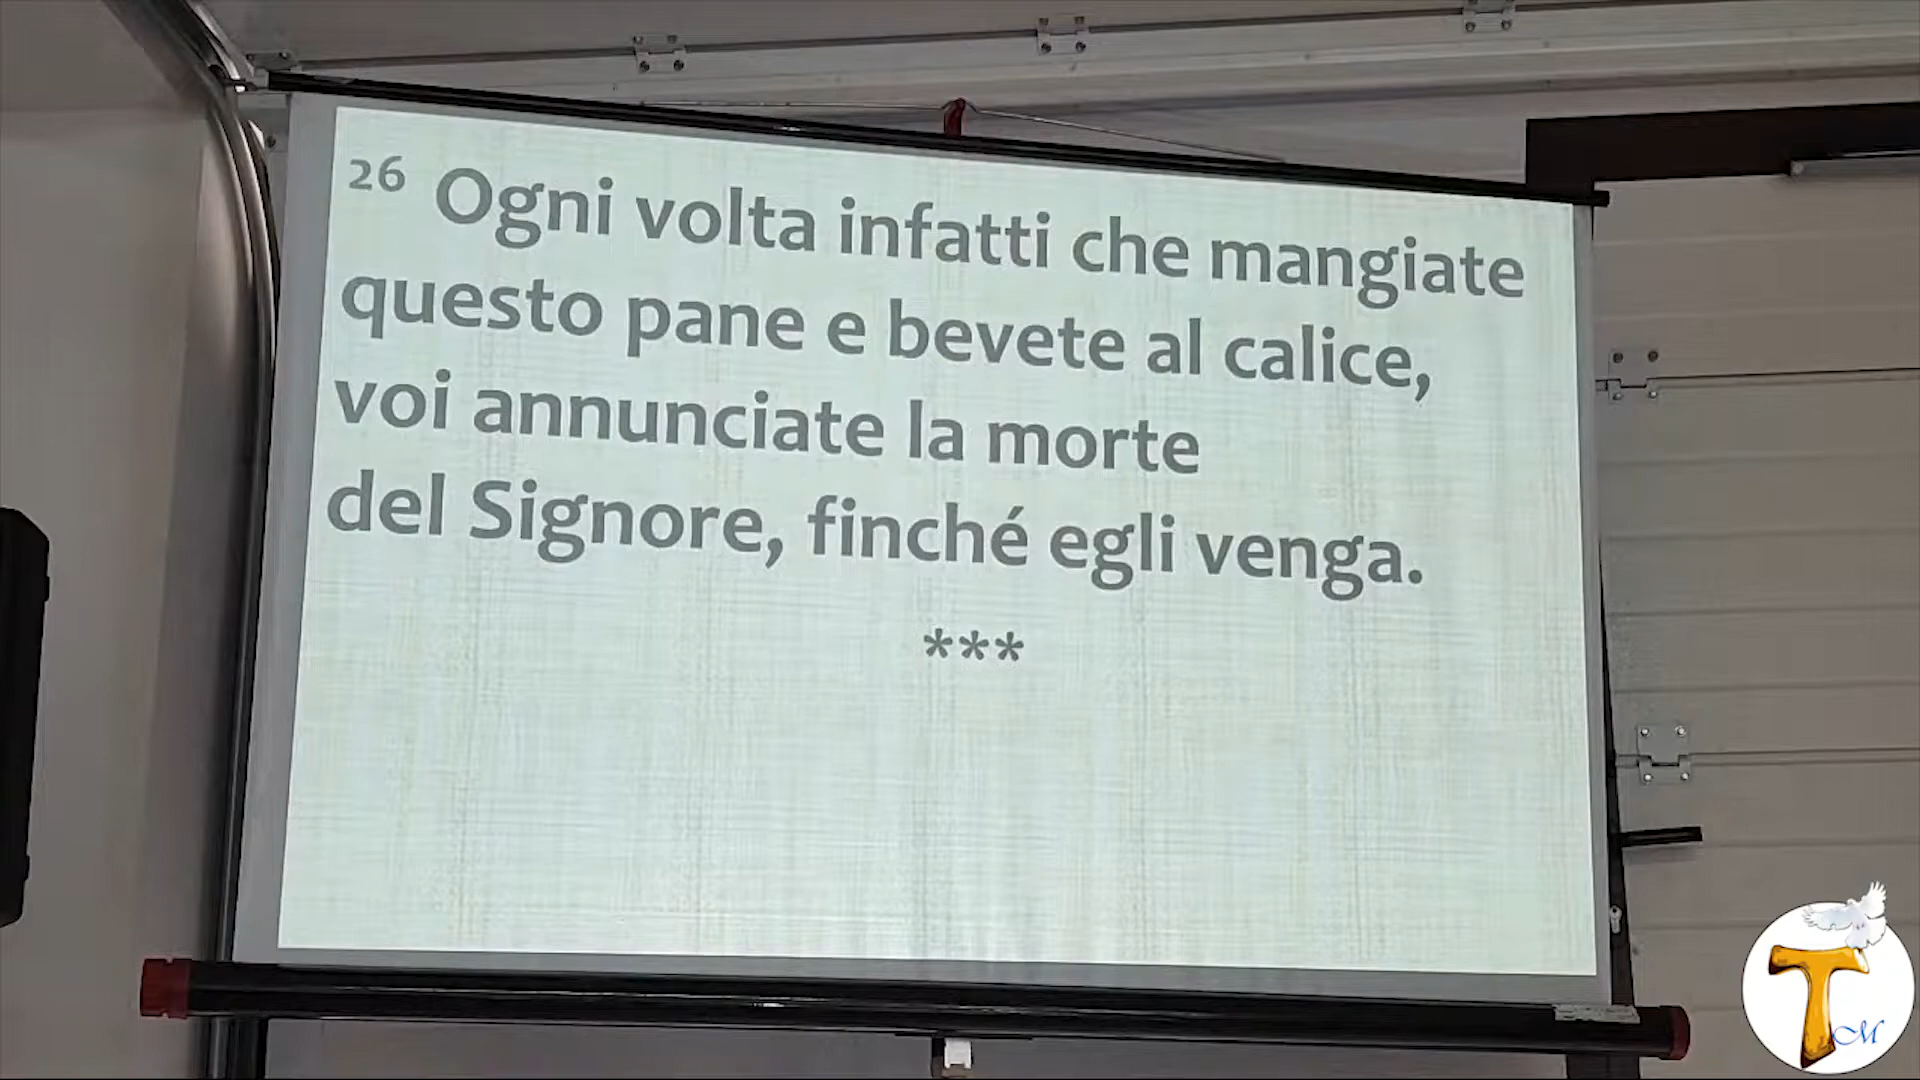 26 Ogni volta infatti che mangiate
questo pane e bevete al calice,
voi annunciate la morte
del Signore, finché egli venga.
***
M